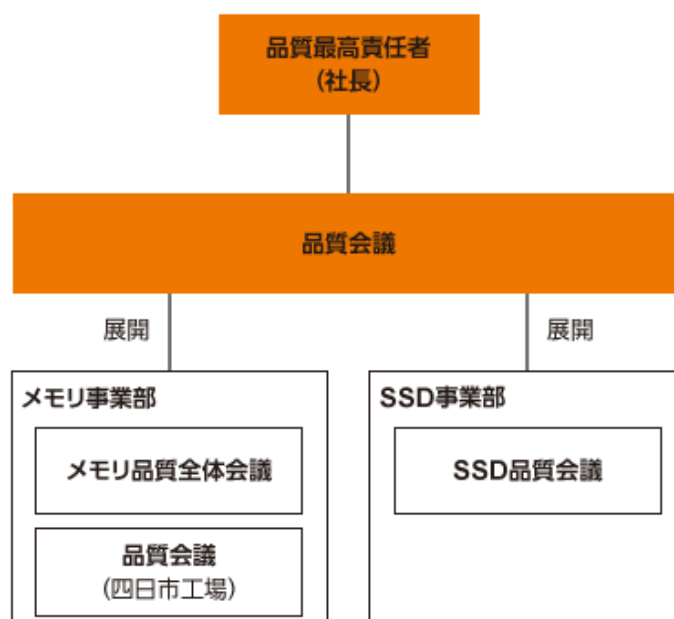 品質最高責任者
（社長）
品質会議
展開
展開
メモリ事業部
メモリ品質全体会議
品質会議
（四日市工場）
SSD事業部
SSD品質会議